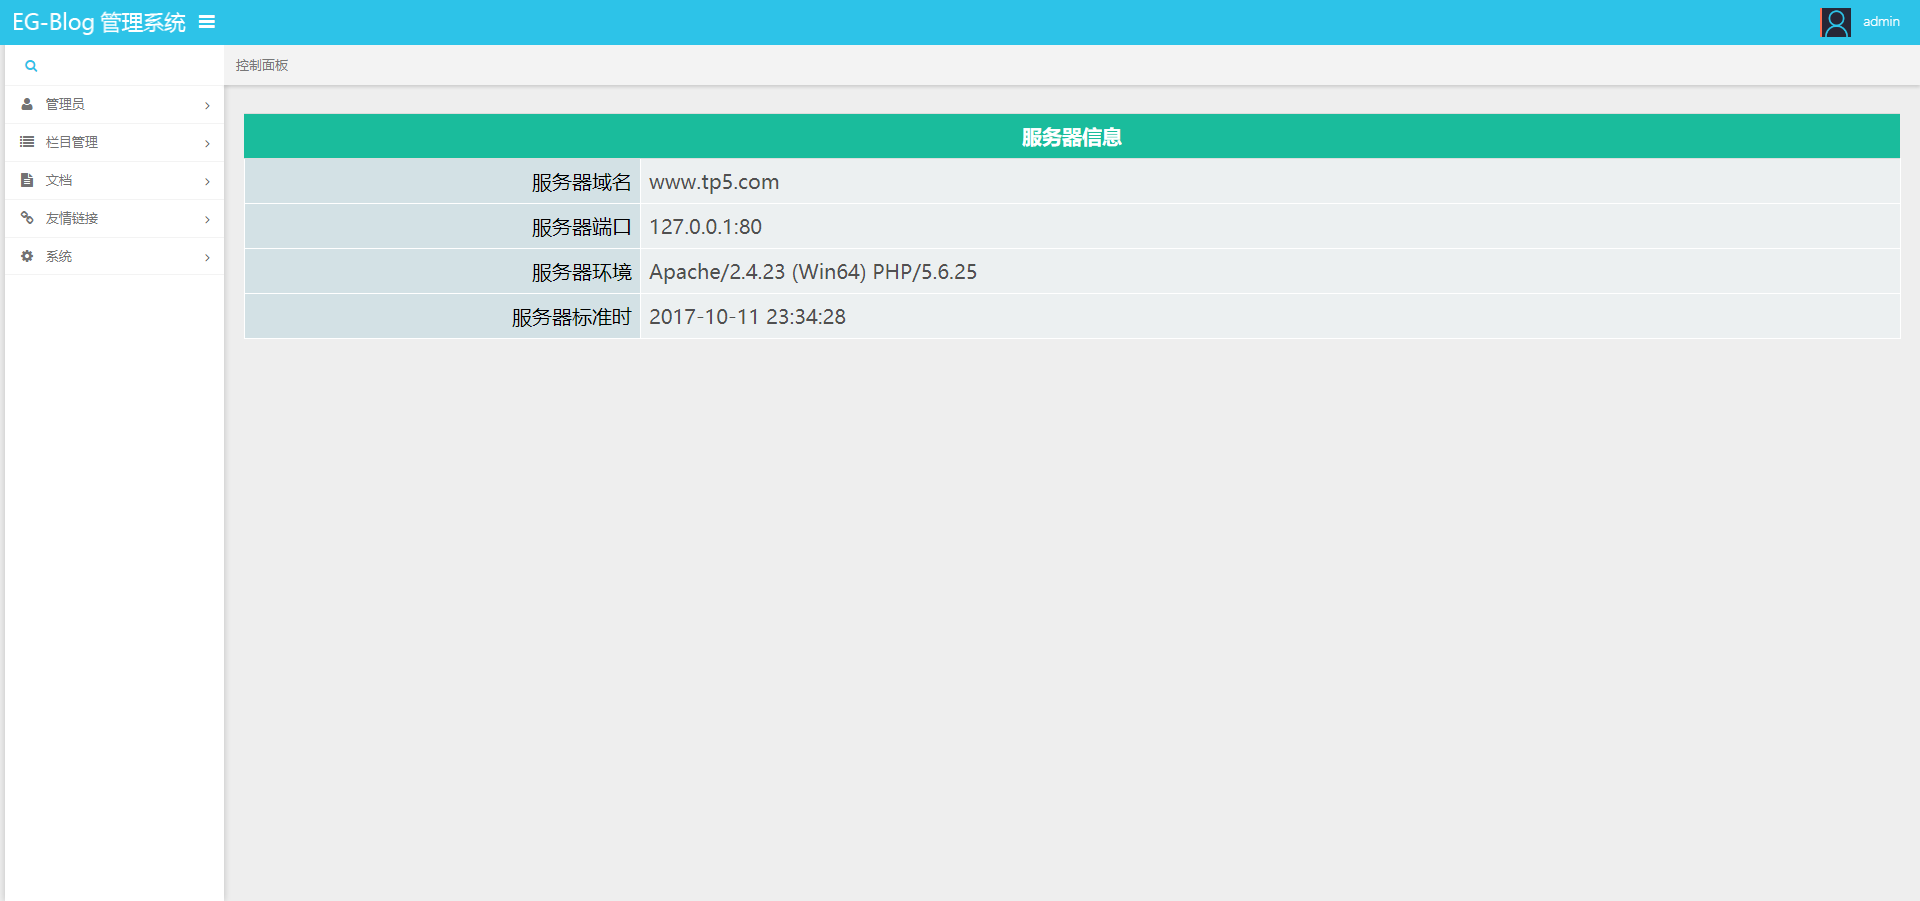 EG-Blog 管理系统
admin
控制面板
管理员
栏目管理
文档
友情链接
系统
服务器信息
服务器域名 www.tp5.com
服务器端口 127.0.0.1:80
服务器环境 Apache/2.4.23 (Win64) PHP/5.6.25
服务器标准时 2017-10-11 23:34:28